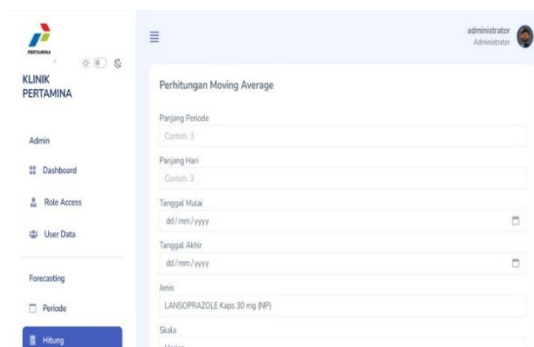 PERTAMINA
KLINIK
PERTAMINA
Admin
Dashboard
Role Access
User Data
Forecasting
Periode
Hitung
administrator
Administrator
Perhitungan Moving Average
Panjang Periode
Contoh: 3
Panjang Hari
Contoh: 3
Tanggal Mulai
dd/mm/yyyy
Tanggal Akhir
dd/mm/yyyy
Jenis
LANSOPRAZOLE Kaps 30 mg (NP)
Skala